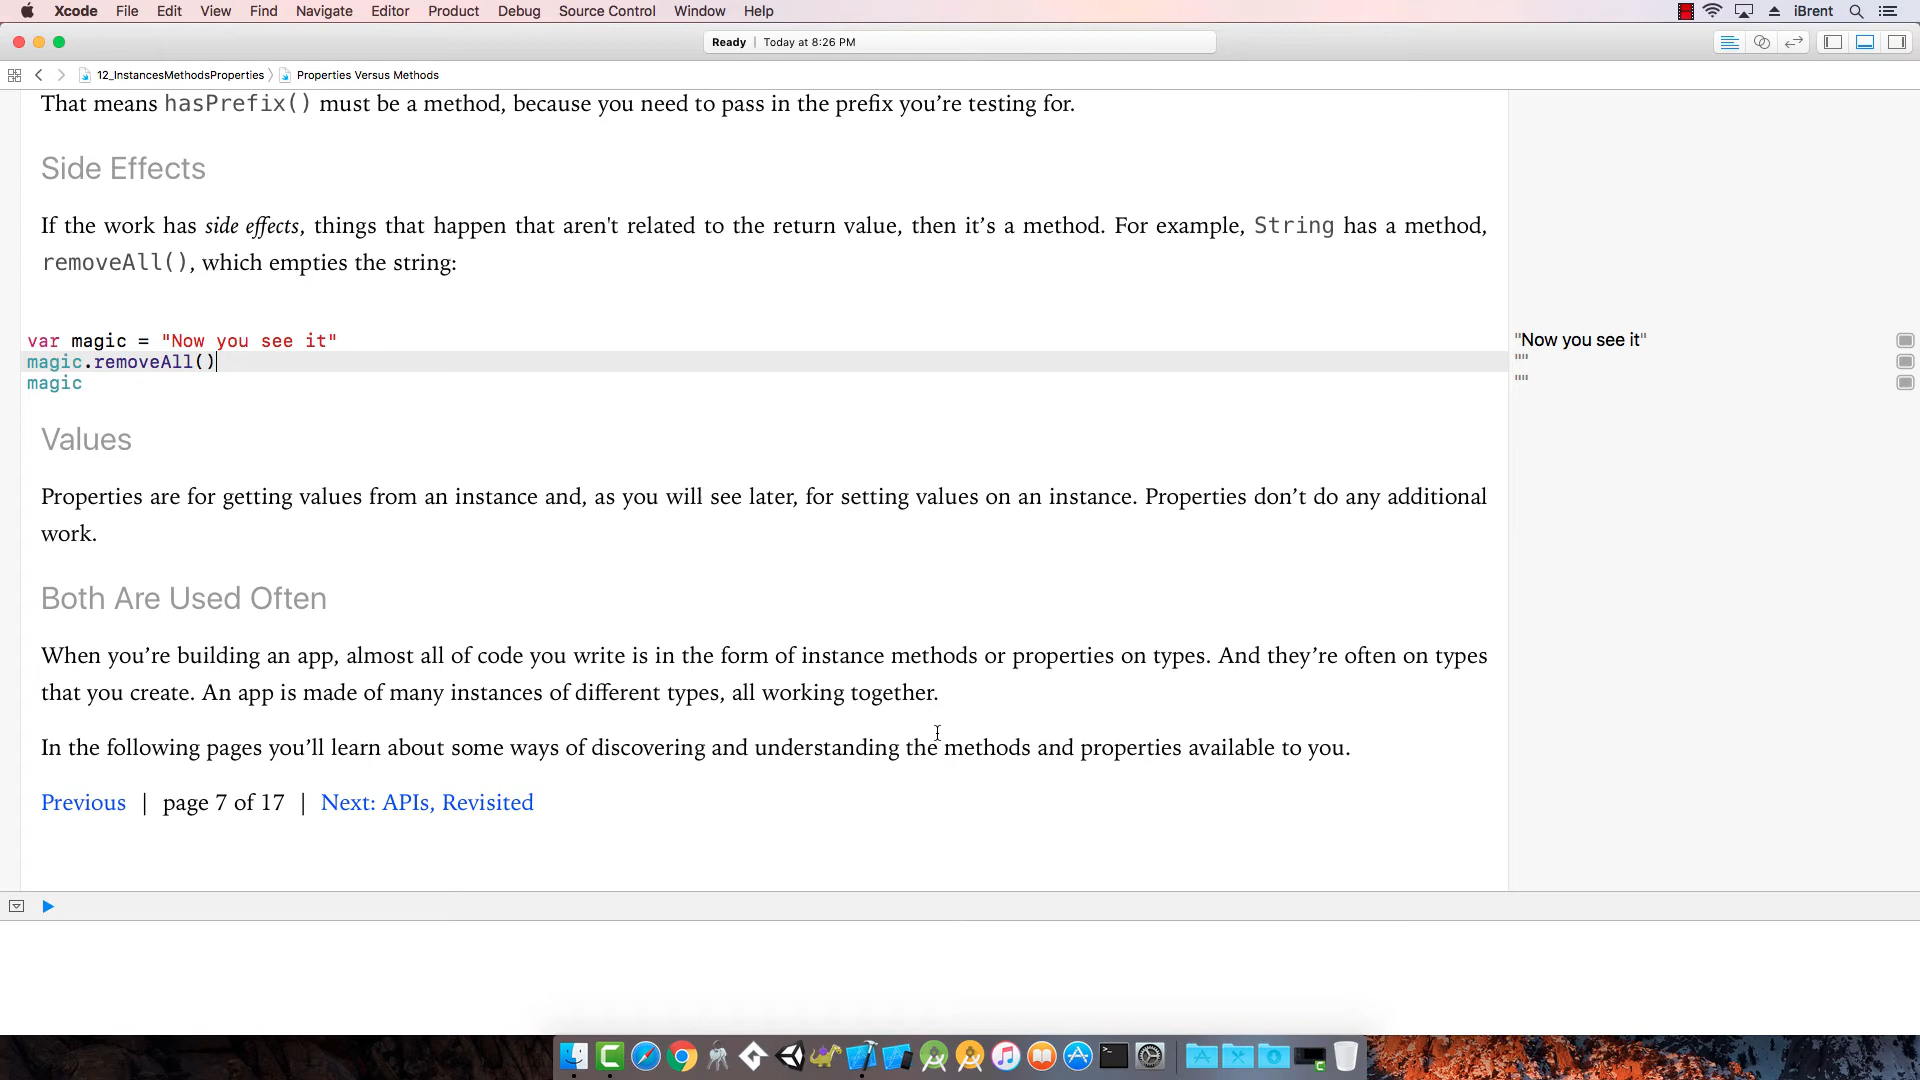 Xcode File Edit View Find Navigate Editor Product Debug Source Control Window Help iBrent
Ready | Today at 8:26 PM
12_InstancesMethodsProperties Properties Versus Methods
That means hasPrefix() must be a method, because you need to pass in the prefix you’re testing for.
Side Effects
If the work has side effects, things that happen that aren't related to the return value, then it’s a method. For example, String has a method,
removeAll(), which empties the string:
var magic = "Now you see it"
"Now you see it"
magic.removeAll()
""
magic
""
Values
Properties are for getting values from an instance and, as you will see later, for setting values on an instance. Properties don’t do any additional
work.
Both Are Used Often
When you’re building an app, almost all of code you write is in the form of instance methods or properties on types. And they’re often on types
that you create. An app is made of many instances of different types, all working together.
In the following pages you’ll learn about some ways of discovering and understanding the methods and properties available to you.
Previous | page 7 of 17 | Next: APIs, Revisited